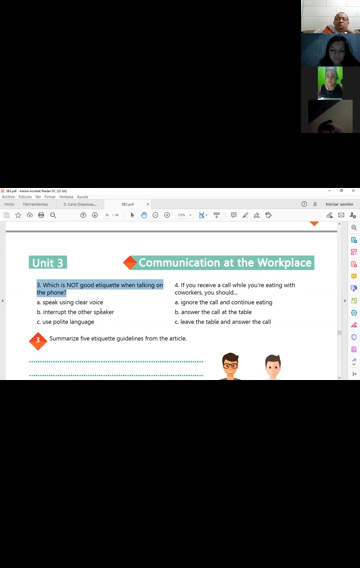 Archivo Edición Ver Firmar Ventana Ayuda
Inicio Herramientas SB3.pdf × Iniciar sesión
Unit 3 Communication at the Workplace
3. Which is NOT good etiquette when talking on
the phone?
a. speak using clear voice
b. interrupt the other speaker
c. use polite language
4. If you receive a call while you're eating with
coworkers, you should...
a. ignore the call and continue eating
b. answer the call at the table
c. leave the table and answer the call
3 Summarize five etiquette guidelines from the article.